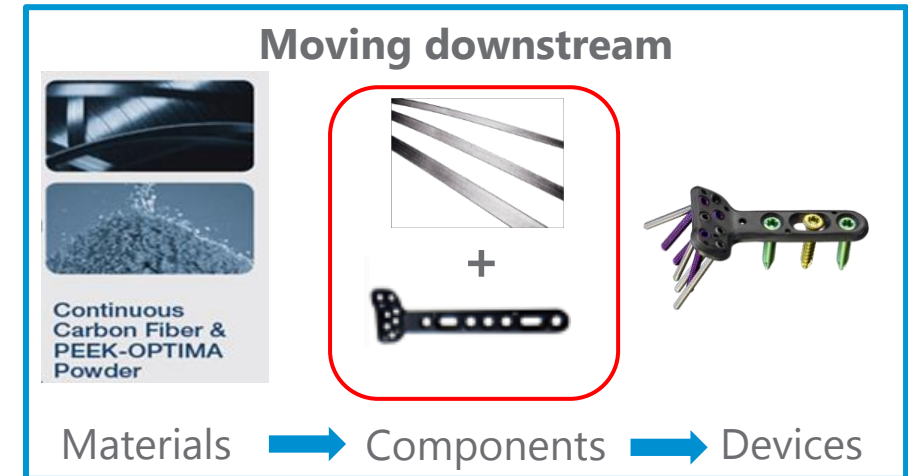 Moving downstream
Continuous
Carbon Fiber &
PEEK-OPTIMA
Powder
+
Materials
Components
Devices